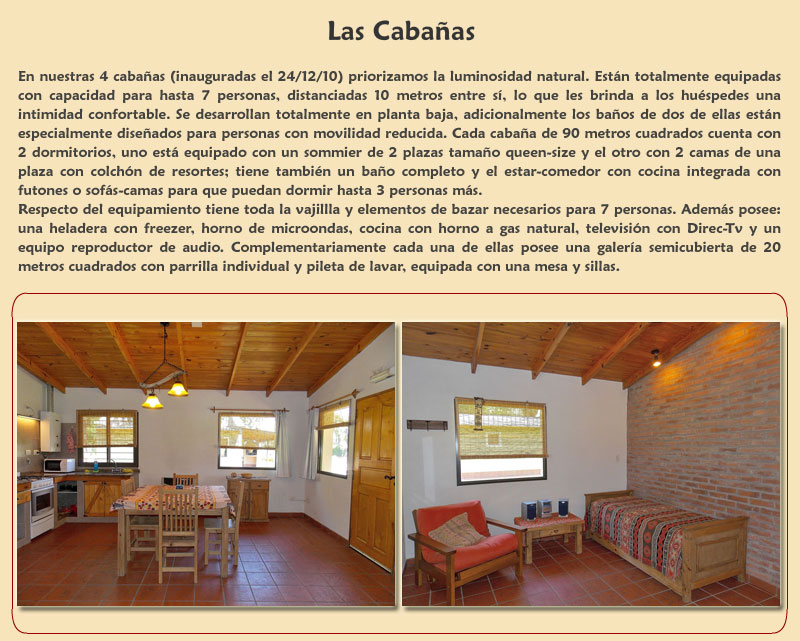 Las Cabañas
En nuestras 4 cabañas (inauguradas el 24/12/10) priorizamos la luminosidad natural. Están totalmente equipadas
con capacidad para hasta 7 personas, distanciadas 10 metros entre sí, lo que les brinda a los huéspedes una
intimidad confortable. Se desarrollan totalmente en planta baja, adicionalmente los baños de dos de ellas están
especialmente diseñados para personas con movilidad reducida. Cada cabaña de 90 metros cuadrados cuenta con
2 dormitorios, uno está equipado con un sommier de 2 plazas tamaño queen-size y el otro con 2 camas de una
plaza con colchón de resortes; tiene también un baño completo y el estar-comedor con cocina integrada con
futones o sofás-camas para que puedan dormir hasta 3 personas más.
Respecto del equipamiento tiene toda la vajillla y elementos de bazar necesarios para 7 personas. Además posee:
una heladera con freezer, horno de microondas, cocina con horno a gas natural, televisión con Direc-Tv y un
equipo reproductor de audio. Complementariamente cada una de ellas posee una galería semicubierta de 20
metros cuadrados con parrilla individual y pileta de lavar, equipada con una mesa y sillas.